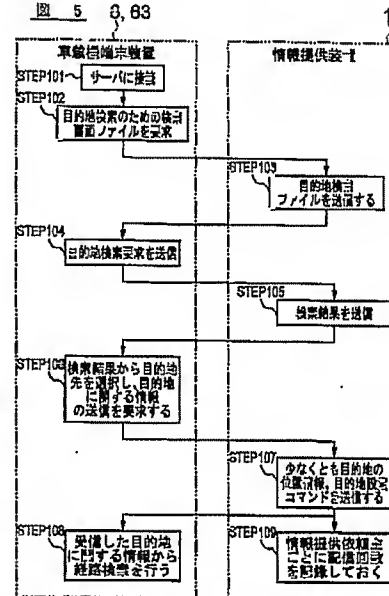 図 5 8, 83
車載機端末装置
情報提供装
STEP101
サーバに接続
STEP102
目的地検索のための検索
画面ファイルを要求
STEP103
目的地検索
ファイルを送信する
STEP104
目的地検索要求を送信
STEP105
検索結果を送信
検索結果から目的地
先を選択し、目的地
に関する情報
の送信を要求する
STEP107
少なくとも目的地の
位置情報、目的地設定
コマンドを送信する
STEP108
受信した目的地
に関する情報から
経路検索を行う
STEP109
情報提供依頼主
ごとに配信回数
を記録しておく